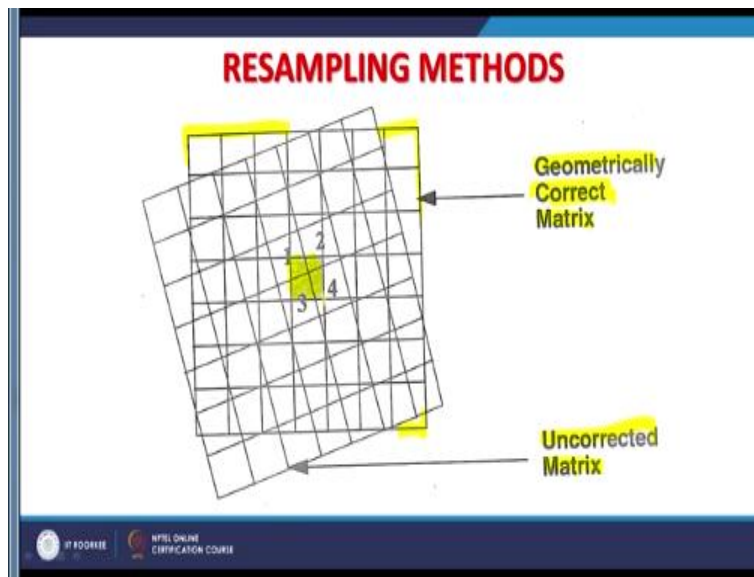 RESAMPLING METHODS
Geometrically
Correct
Matrix
1 2
3 4
Uncorrected
Matrix
IIT ROORKEE
NPTEL ONLINE
CERTIFICATION COURSE